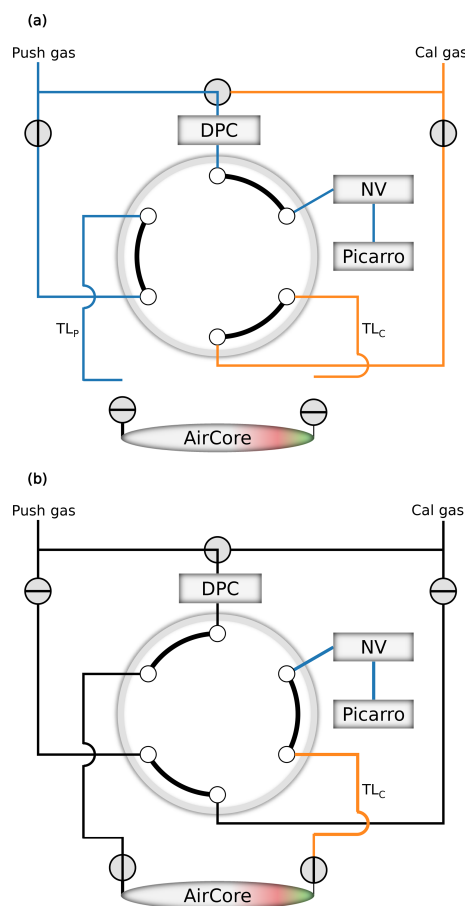 (a)
Push gas
Cal gas
DPC
NV
Picarro
TLP
TLC
AirCore
(b)
Push gas
Cal gas
DPC
NV
Picarro
TLC
AirCore